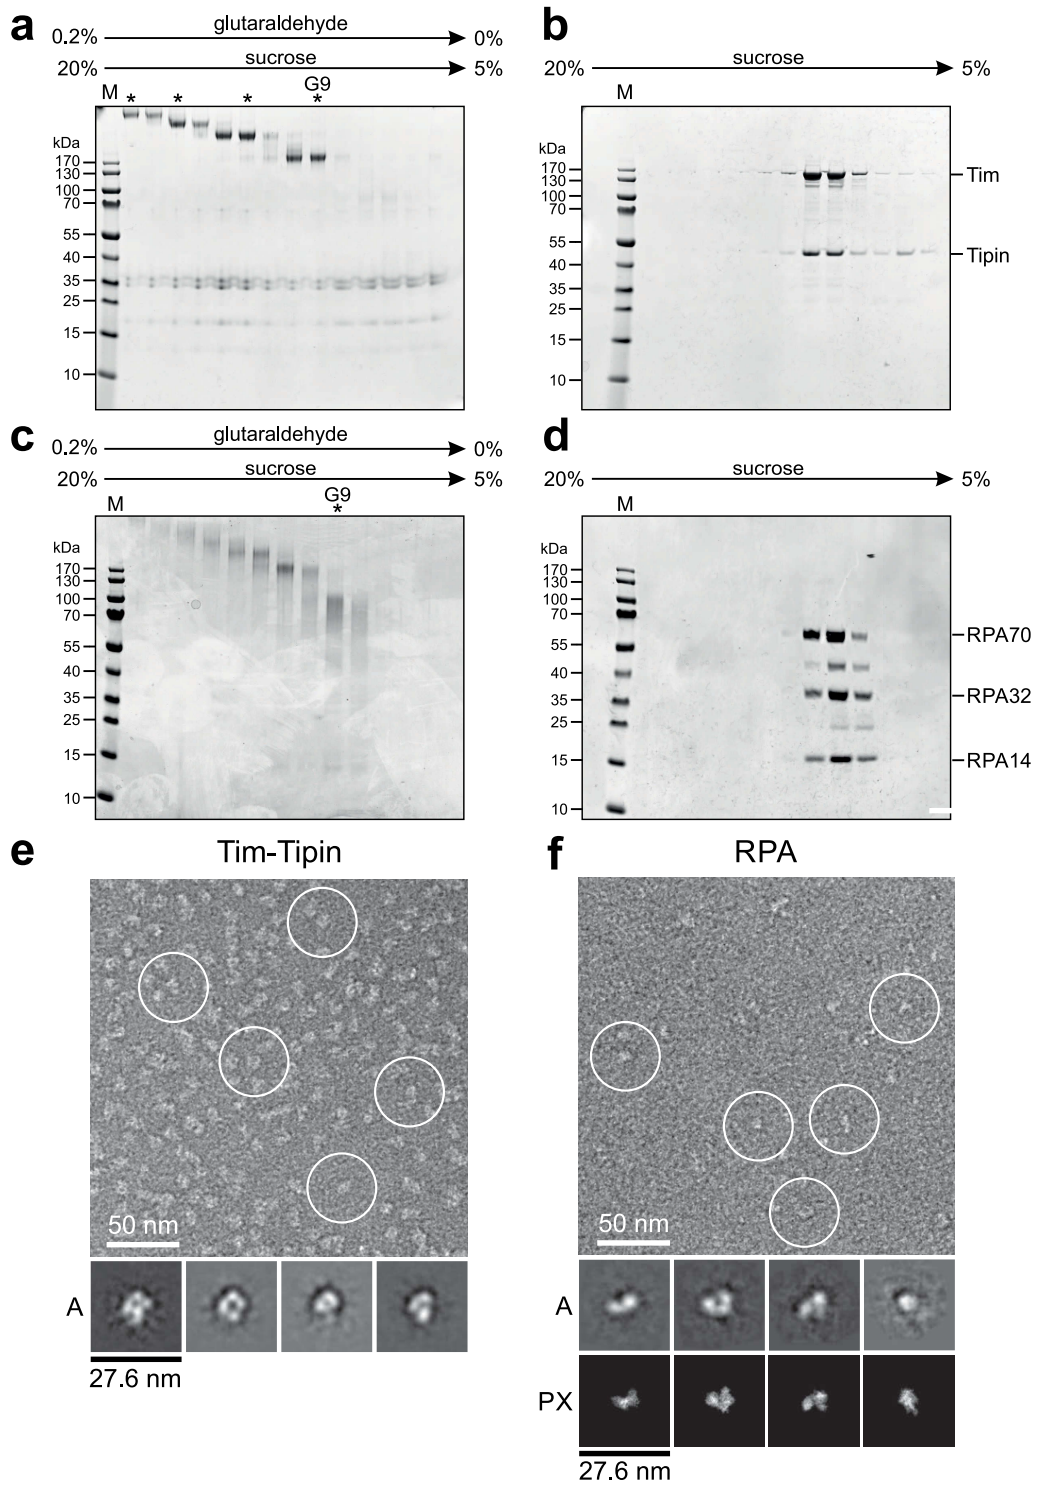 a
glutaraldehyde
0.2%
0%
sucrose
20%
5%
G9
M
*
*
*
*
kDa
170
130
100
70
55
40
35
25
15
10
b
sucrose
20%
5%
M
kDa
170
130
100
70
55
40
35
25
15
10
Tim
Tipin
c
glutaraldehyde
0.2%
0%
sucrose
20%
5%
G9
M
*
kDa
170
130
100
70
55
40
35
25
15
10
d
sucrose
20%
5%
M
kDa
170
130
100
70
55
40
35
25
15
10
RPA70
RPA32
RPA14
e
Tim-Tipin
50 nm
A
27.6 nm
f
RPA
50 nm
A
PX
27.6 nm